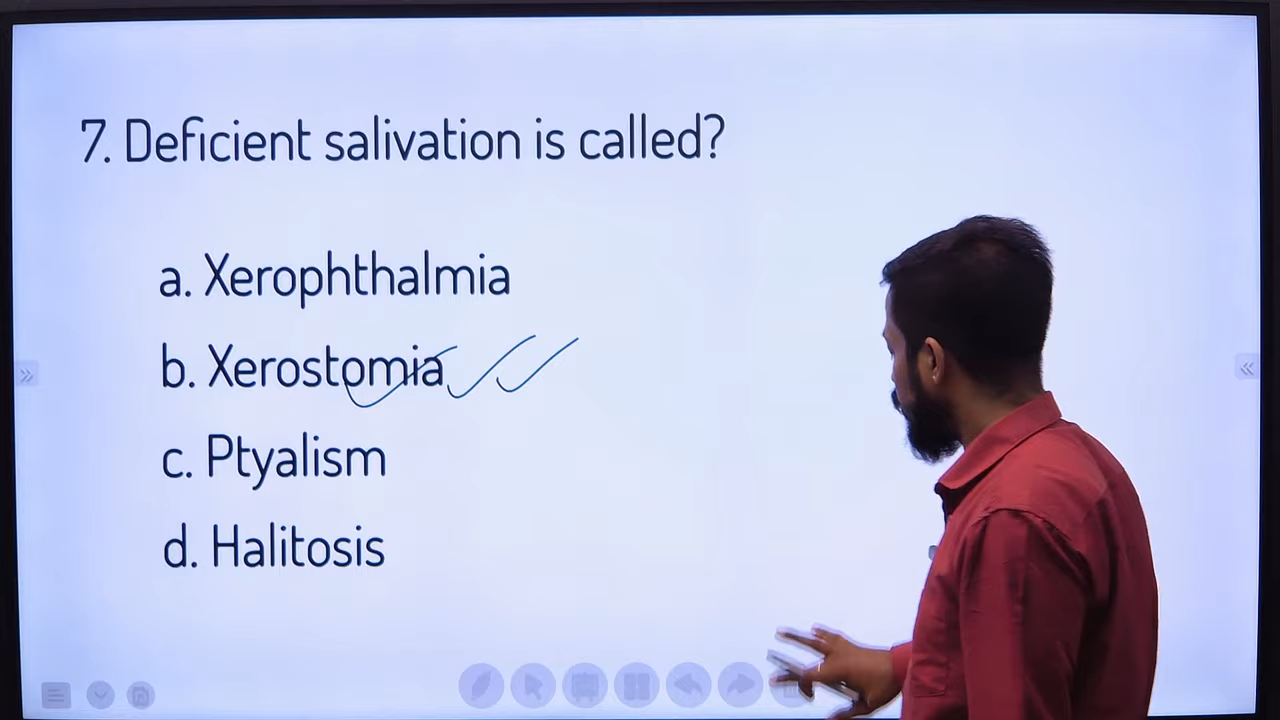 7. Deficient salivation is called?
a. Xerophthalmia
b. Xerostomia
c. Ptyalism
d. Halitosis